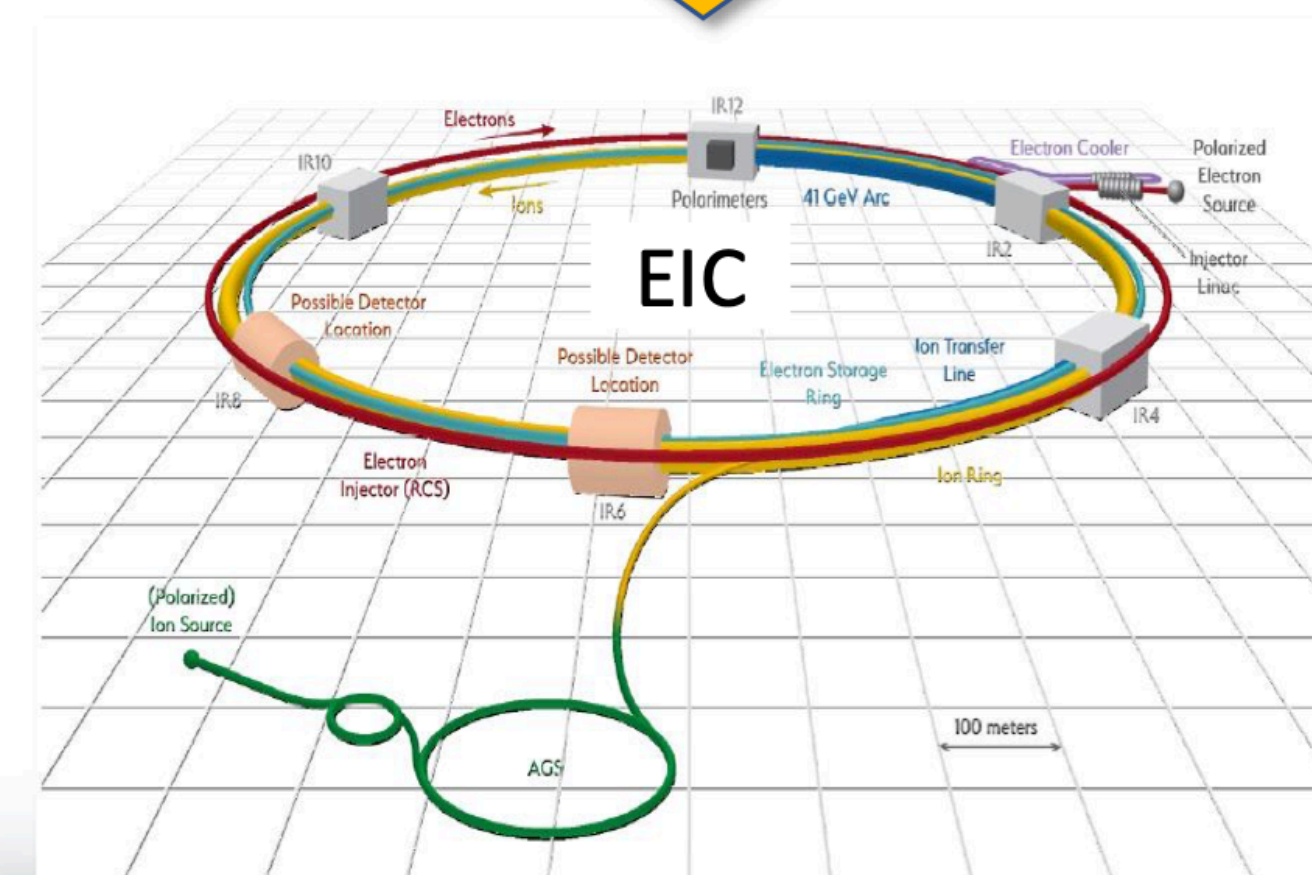 IR12
Electrons
IR10
Ions
Polarimeters
41 GeV Arc
Electron Cooler
Polarized
Electron
Source
IR2
Injector
Linac
EIC
Possible Detector
Location
Possible Detector
Location
Electron Storage
Ring
Ion Transfer
Line
IR8
IR4
Electron
Injector (RCS)
Ion Ring
IR6
(Polarized)
Ion Source
100 meters
AGS